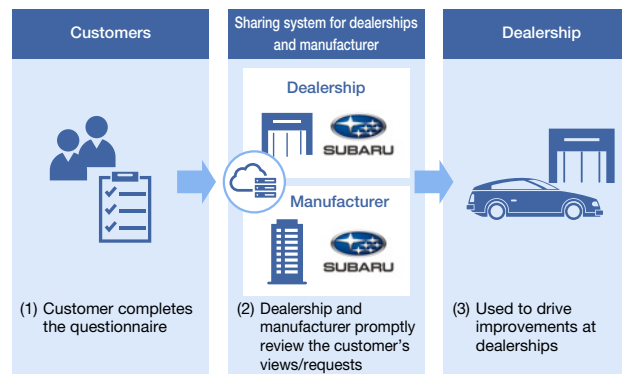 Customers
(1) Customer completes
the questionnaire
Sharing system for dealerships
and manufacturer
Dealership
SUBARU
Manufacturer
SUBARU
(2) Dealership and
manufacturer promptly
review the customer's
views/requests
Dealership
(3) Used to drive
improvements at
dealerships